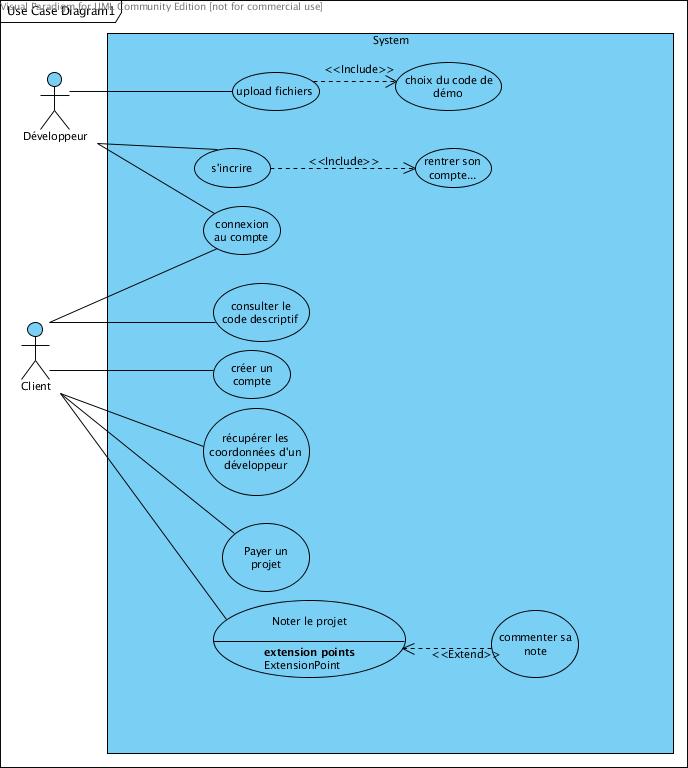 Visual Paradigm for UML Community Edition [not for commercial use]
Use Case Diagram1
System
<<Include>>
upload fichiers
choix du code de
démo
Développeur
s'incrire
<<Include>>
rentrer son
compte...
connexion
au compte
consulter le
code descriptif
Client
créer un
compte
récupérer les
coordonnées d'un
développeur
Payer un
projet
Noter le projet
extension points
ExtensionPoint
<<Extend>>
commenter sa
note